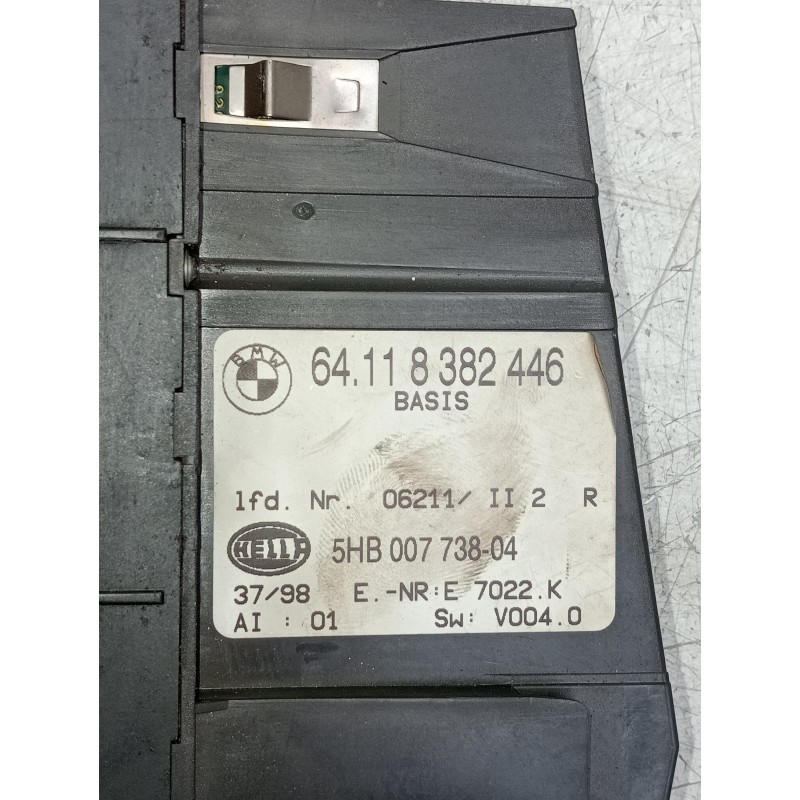 BMW
64.11 8 382 446
BASIS
lfd. Nr. 06211/ II 2 R
HELLA
5HB 007 738-04
37/98 E.-NR:E 7022.K
AI : 01 Sw: V004.0